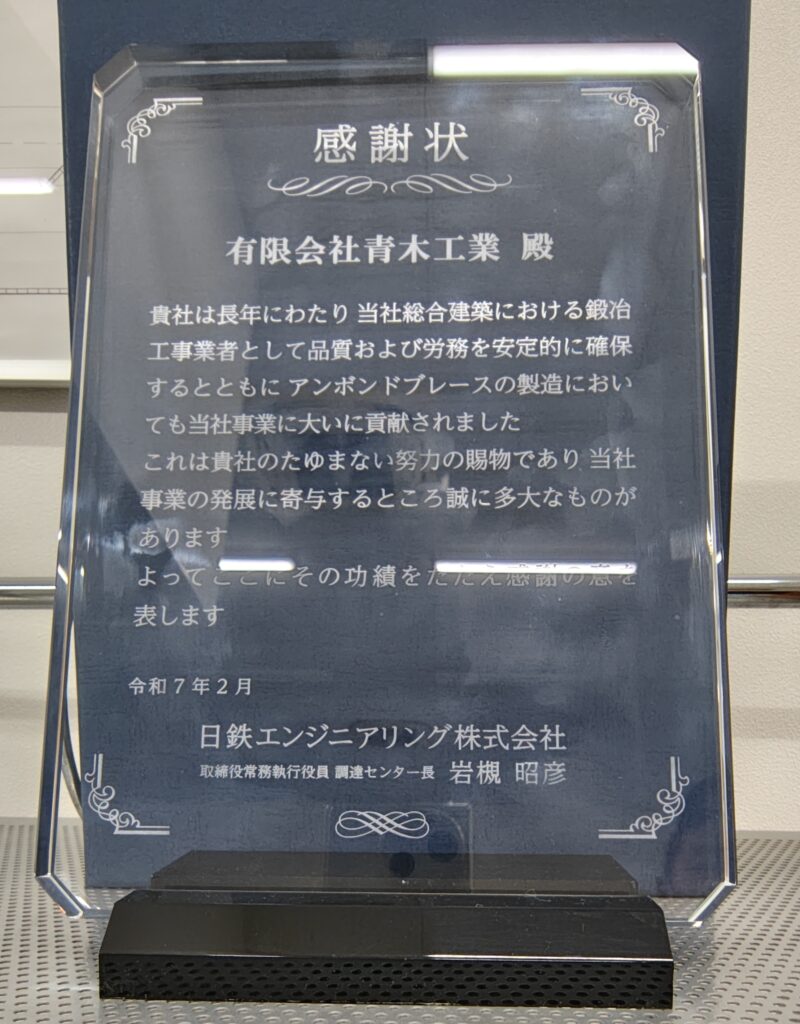 感謝状
有限会社青木工業 殿
貴社は長年にわたり 当社総合建築における鍛冶
工事業者として品質および労務を安定的に確保
するとともに アンボンドブレースの製造におい
ても当社事業に大いに貢献されました
これは貴社のたゆまない努力の賜物であり 当社
事業の発展に寄与するところ誠に多大なものが
あります
よってここにその功績をたたえ感謝の意を
表します
令和7年2月
日鉄エンジニアリング株式会社
取締役常務執行役員 調達センター長 岩槻 昭彦